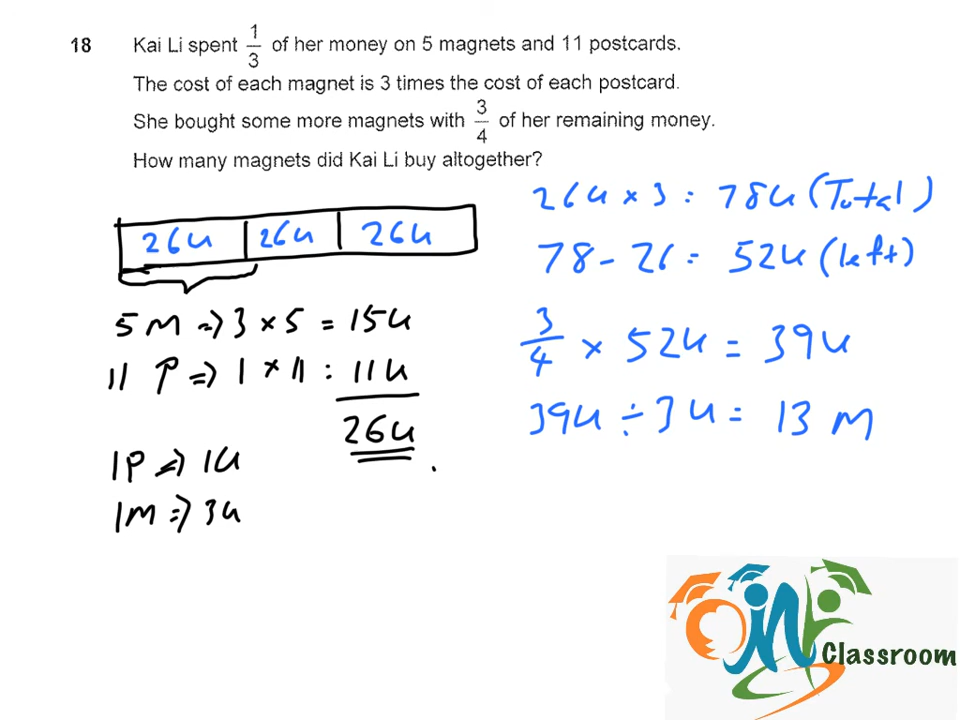 18 Kai Li spent 1/3 of her money on 5 magnets and 11 postcards.
The cost of each magnet is 3 times the cost of each postcard.
She bought some more magnets with 3/4 of her remaining money.
How many magnets did Kai Li buy altogether?
26u 26u 26u
5M => 3 × 5 = 15u
11 P => 1 × 11 : 11u
26u
1P => 1u
1M => 3u
26u × 3 : 78u (Total)
78 - 26 = 52u (left)
3/4 × 52u = 39u
39u ÷ 3u = 13 M
Classroom